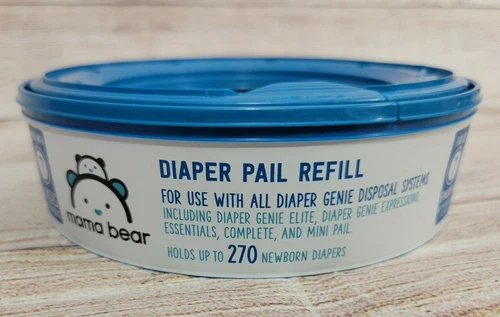 DIAPER PAIL REFILL
FOR USE WITH ALL DIAPER GENIE DISPOSAL SYSTEMS
INCLUDING DIAPER GENIE ELITE, DIAPER GENIE EXPRESSIONS,
ESSENTIALS, COMPLETE, AND MINI PAIL.
HOLDS UP TO 270 NEWBORN DIAPERS
mama bear